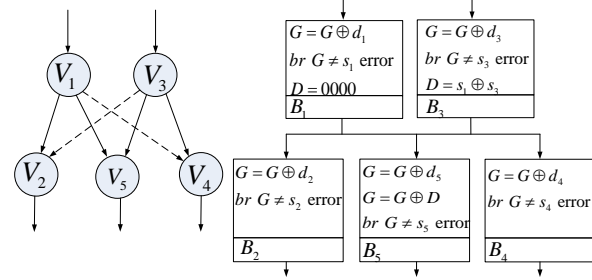 V₁
V₃
V₂
V₅
V₄
G = G ⊕ d₁
br G ≠ s₁ error
D = 0000
B₁
G = G ⊕ d₃
br G ≠ s₃ error
D = s₁ ⊕ s₃
B₃
G = G ⊕ d₂
br G ≠ s₂ error
B₂
G = G ⊕ d₅
G = G ⊕ D
br G ≠ s₅ error
B₅
G = G ⊕ d₄
br G ≠ s₄ error
B₄